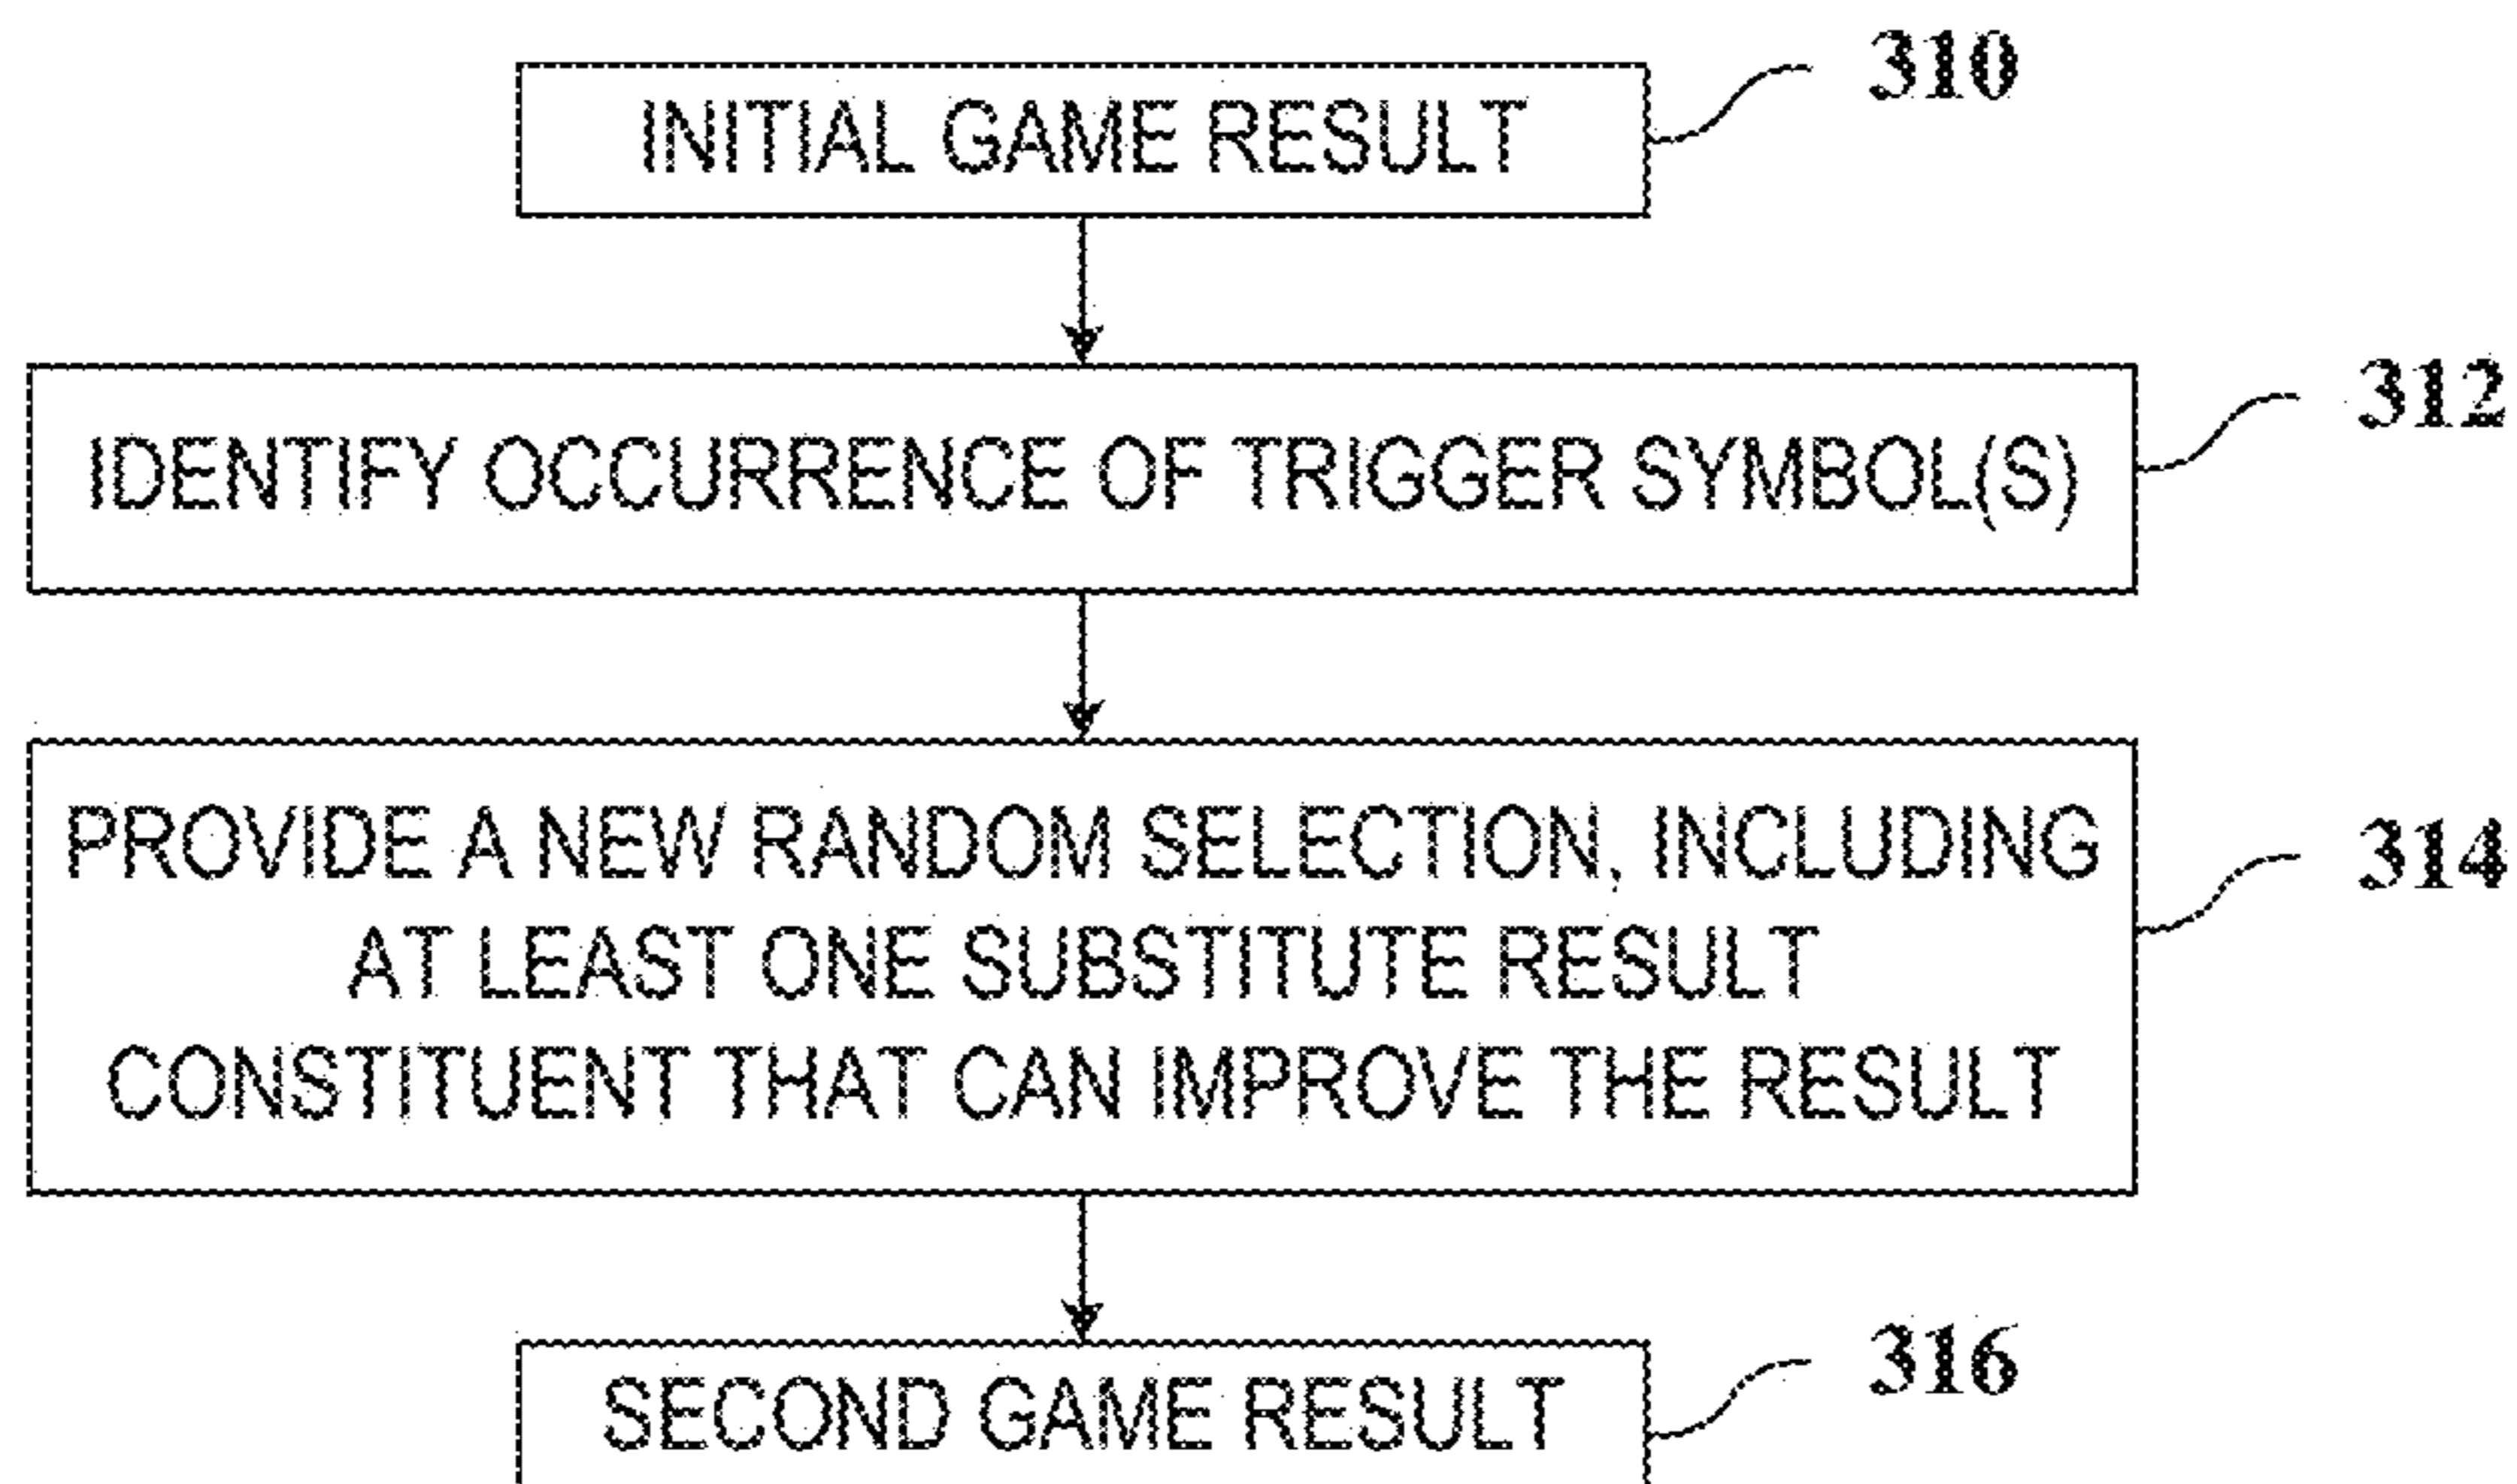 INITIAL GAME RESULT
310
IDENTIFY OCCURRENCE OF TRIGGER SYMBOL(S)
312
PROVIDE A NEW RANDOM SELECTION, INCLUDING
AT LEAST ONE SUBSTITUTE RESULT
CONSTITUENT THAT CAN IMPROVE THE RESULT
314
SECOND GAME RESULT
316